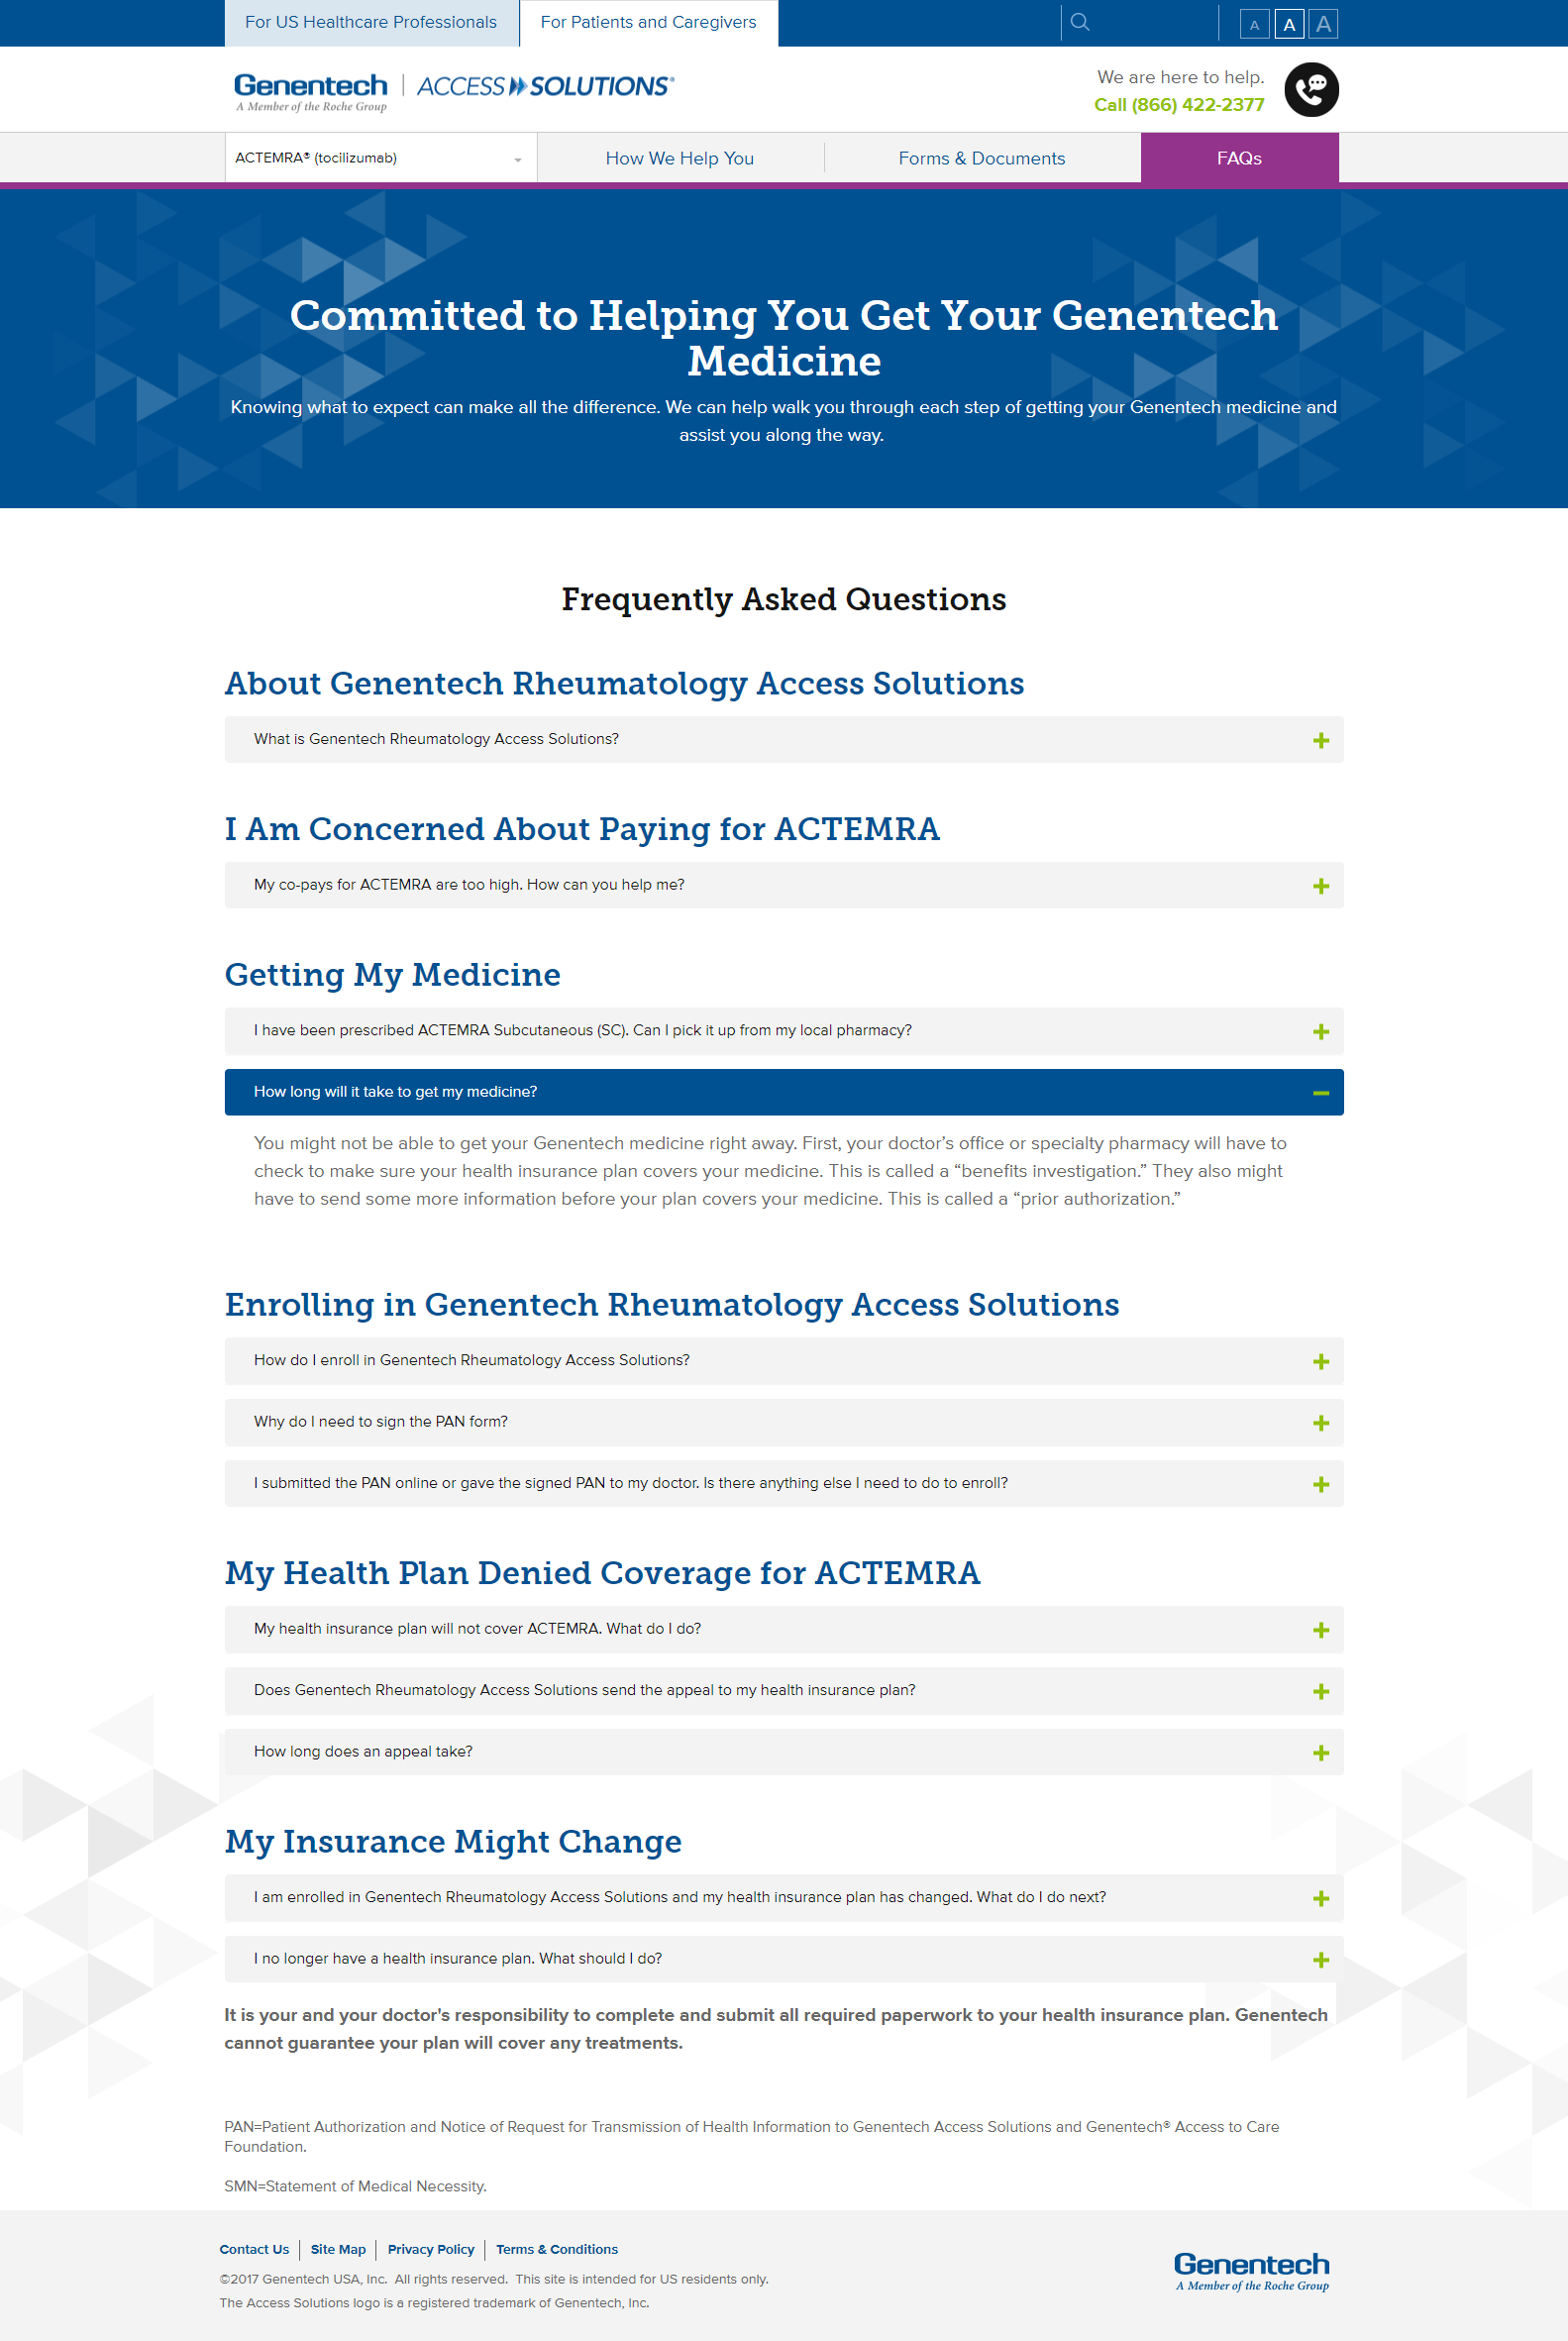 For US Healthcare Professionals
For Patients and Caregivers
A A A
Genentech
A Member of the Roche Group
ACCESS SOLUTIONS®
We are here to help.
Call (866) 422-2377
ACTEMRA® (tocilizumab)
How We Help You
Forms & Documents
FAQs
Committed to Helping You Get Your Genentech
Medicine
Knowing what to expect can make all the difference. We can help walk you through each step of getting your Genentech medicine and
assist you along the way.
Frequently Asked Questions
About Genentech Rheumatology Access Solutions
What is Genentech Rheumatology Access Solutions?
I Am Concerned About Paying for ACTEMRA
My co-pays for ACTEMRA are too high. How can you help me?
Getting My Medicine
I have been prescribed ACTEMRA Subcutaneous (SC). Can I pick it up from my local pharmacy?
How long will it take to get my medicine?
You might not be able to get your Genentech medicine right away. First, your doctor’s office or specialty pharmacy will have to
check to make sure your health insurance plan covers your medicine. This is called a “benefits investigation.” They also might
have to send some more information before your plan covers your medicine. This is called a “prior authorization.”
Enrolling in Genentech Rheumatology Access Solutions
How do I enroll in Genentech Rheumatology Access Solutions?
Why do I need to sign the PAN form?
I submitted the PAN online or gave the signed PAN to my doctor. Is there anything else I need to do to enroll?
My Health Plan Denied Coverage for ACTEMRA
My health insurance plan will not cover ACTEMRA. What do I do?
Does Genentech Rheumatology Access Solutions send the appeal to my health insurance plan?
How long does an appeal take?
My Insurance Might Change
I am enrolled in Genentech Rheumatology Access Solutions and my health insurance plan has changed. What do I do next?
I no longer have a health insurance plan. What should I do?
It is your and your doctor's responsibility to complete and submit all required paperwork to your health insurance plan. Genentech
cannot guarantee your plan will cover any treatments.
PAN=Patient Authorization and Notice of Request for Transmission of Health Information to Genentech Access Solutions and Genentech® Access to Care
Foundation.
SMN=Statement of Medical Necessity.
Contact Us | Site Map | Privacy Policy | Terms & Conditions
©2017 Genentech USA, Inc. All rights reserved. This site is intended for US residents only.
The Access Solutions logo is a registered trademark of Genentech, Inc.
Genentech
A Member of the Roche Group